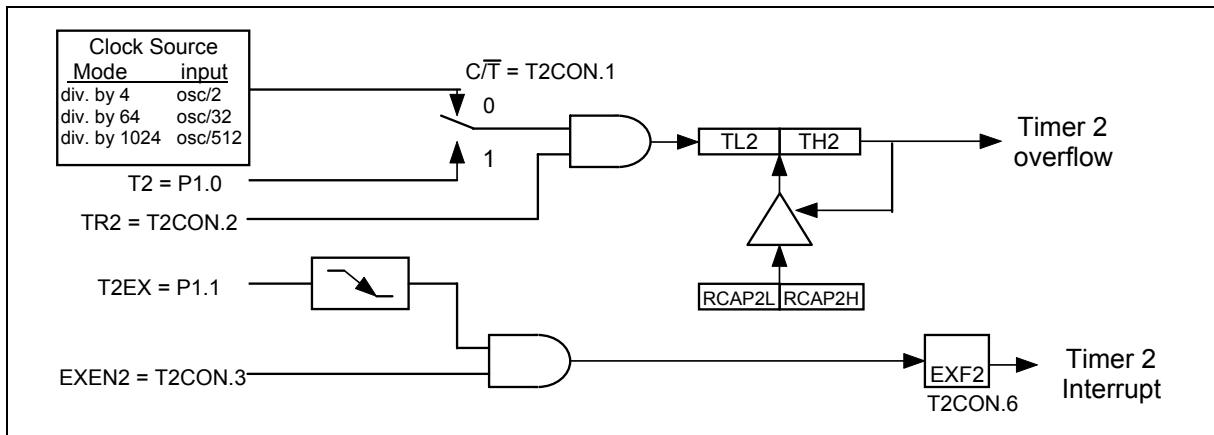 Clock Source
Mode input
div. by 4 osc/2
div. by 64 osc/32
div. by 1024 osc/512
C/T̅ = T2CON.1
0
1
T2 = P1.0
TR2 = T2CON.2
TL2 TH2
Timer 2
overflow
T2EX = P1.1
RCAP2L RCAP2H
EXEN2 = T2CON.3
EXF2
T2CON.6
Timer 2
Interrupt